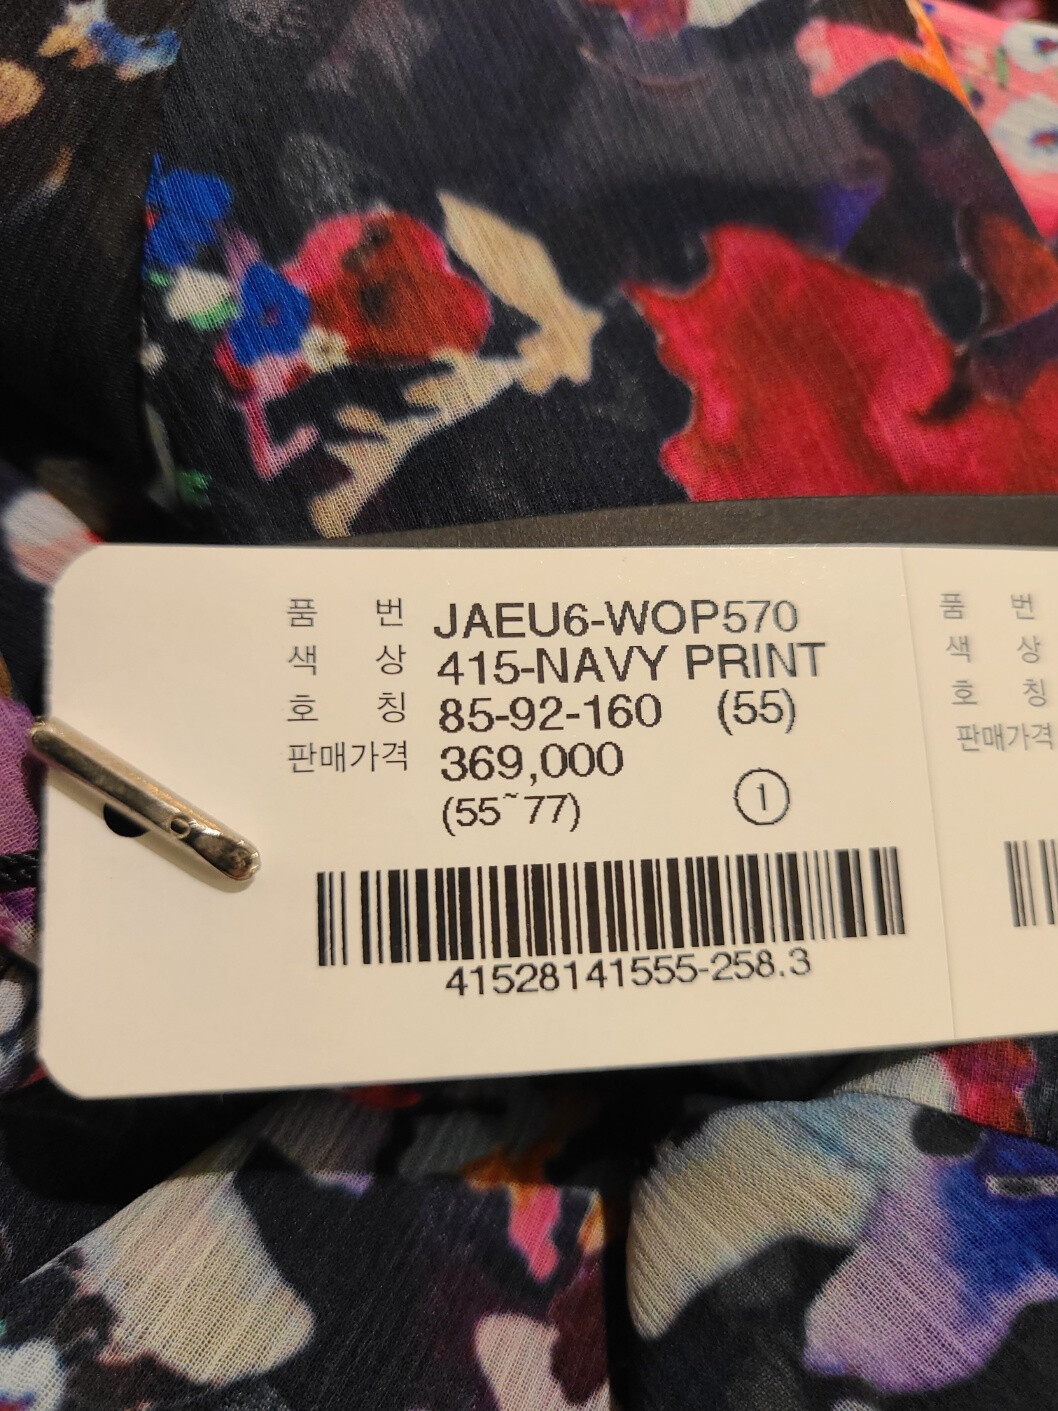 품 번 JAEU6-WOP570
색 상 415-NAVY PRINT
호 칭 85-92-160 (55)
판매가격 369,000
(55~77) ①
41528141555-258.3
품 번
색 상
호 칭
판매가격